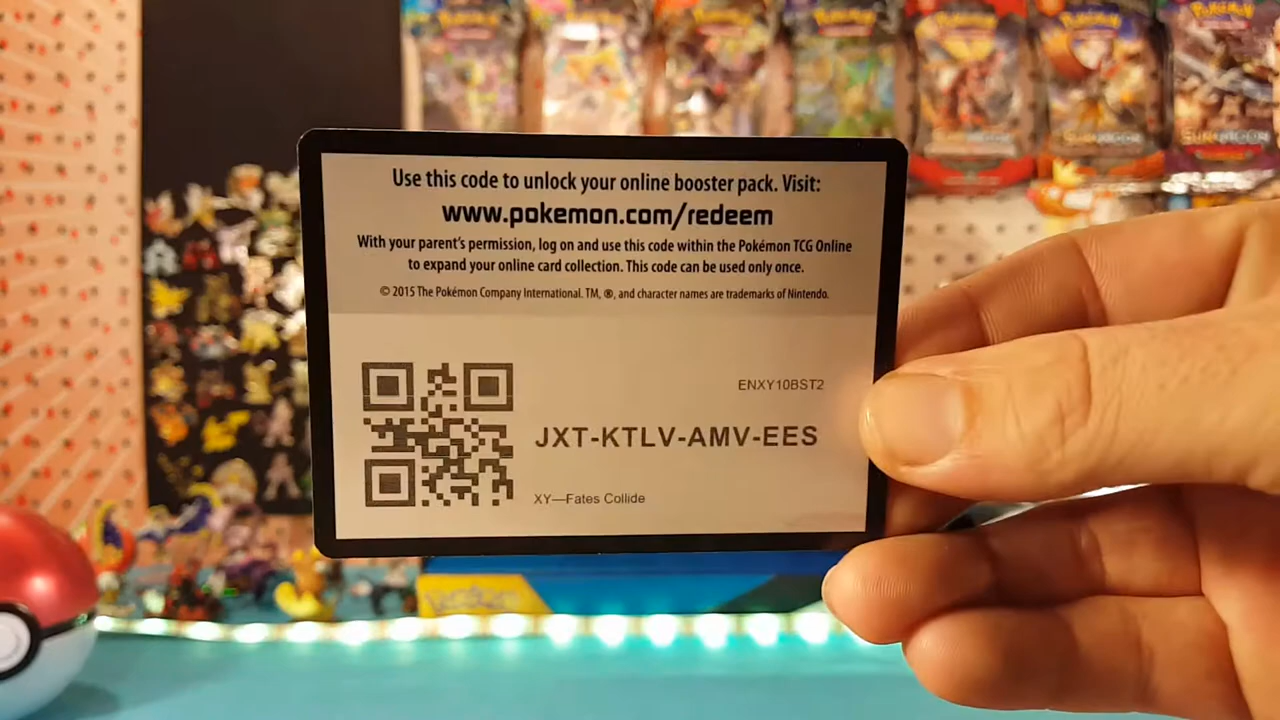 Use this code to unlock your online booster pack. Visit:
www.pokemon.com/redeem
With your parent's permission, log on and use this code within the Pokémon TCG Online
to expand your online card collection. This code can be used only once.
© 2015 The Pokémon Company International. TM, ®, and character names are trademarks of Nintendo.
ENXY10BST2
JXT-KTLV-AMV-EES
XY—Fates Collide